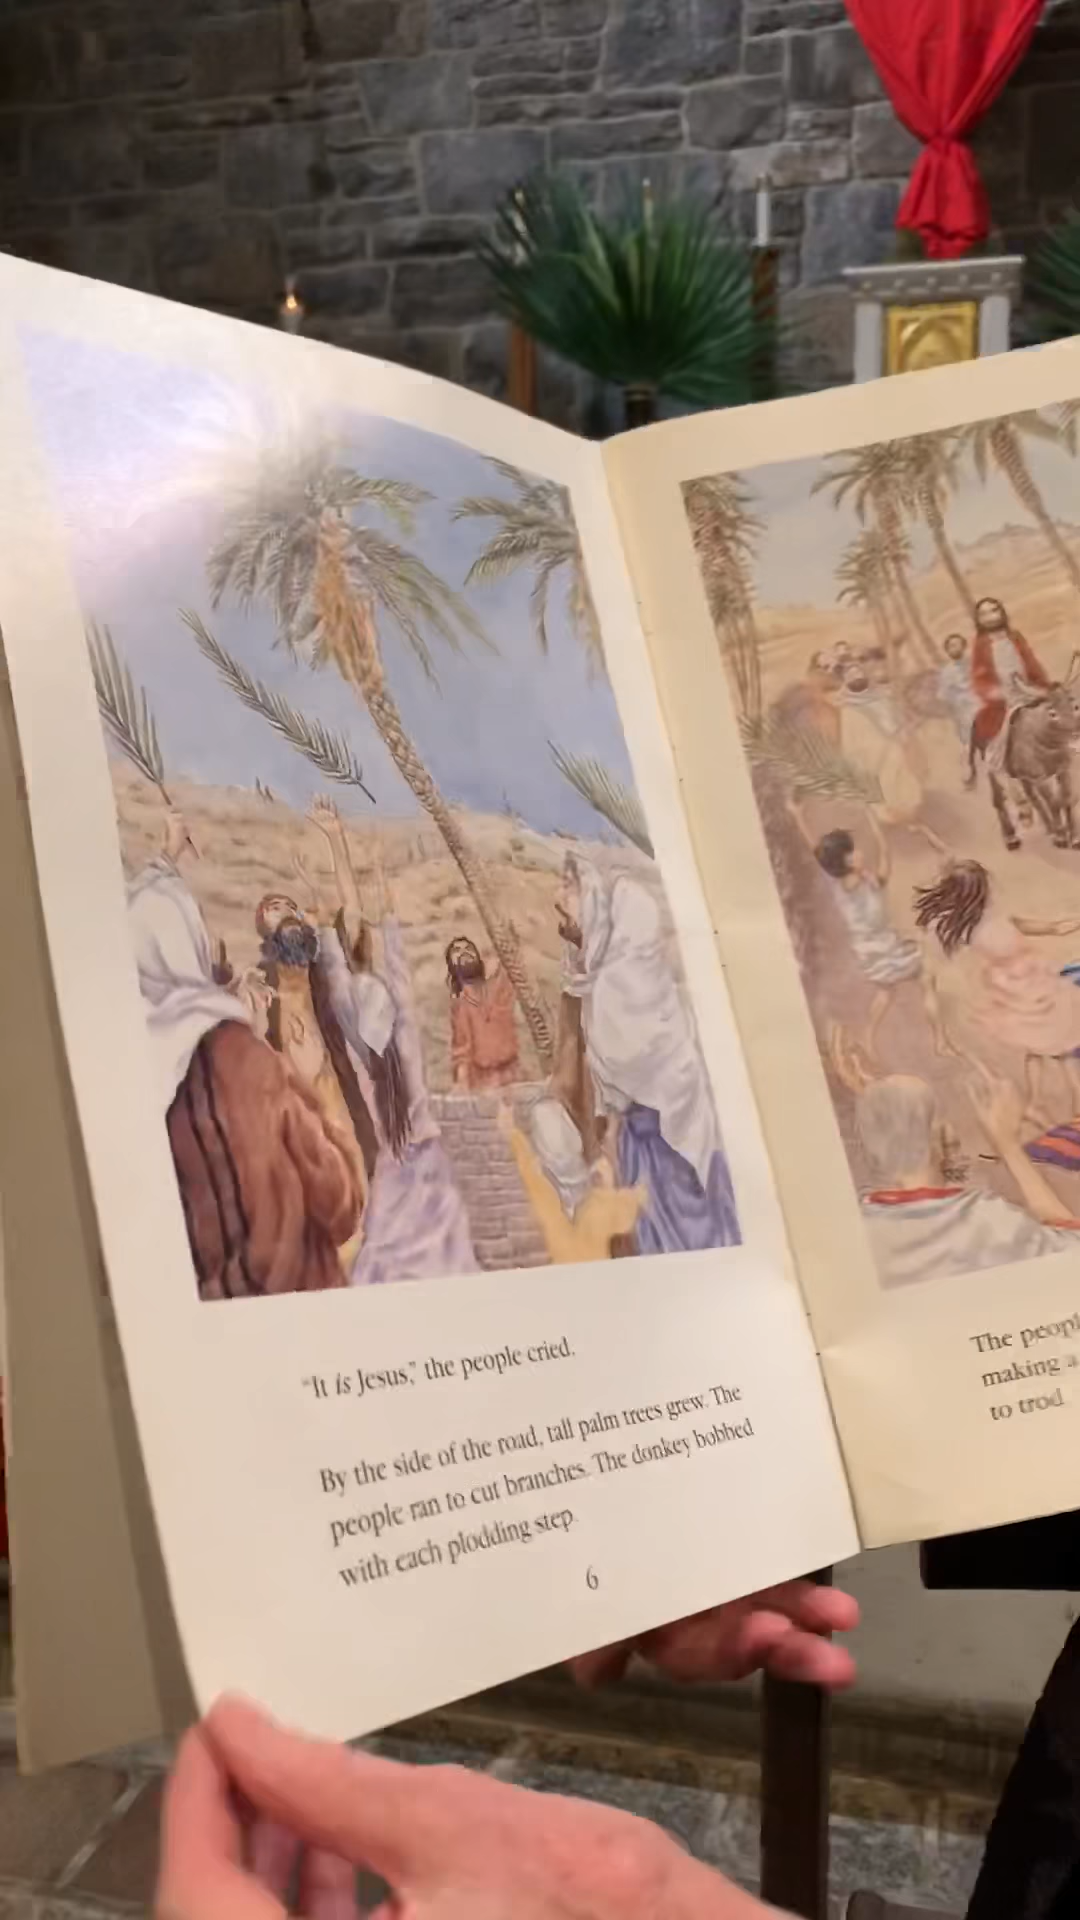 "It is Jesus," the people cried.
By the side of the road, tall palm trees grew. The
people ran to cut branches. The donkey bobbed
with each plodding step.
6
The peopl
making a
to trod